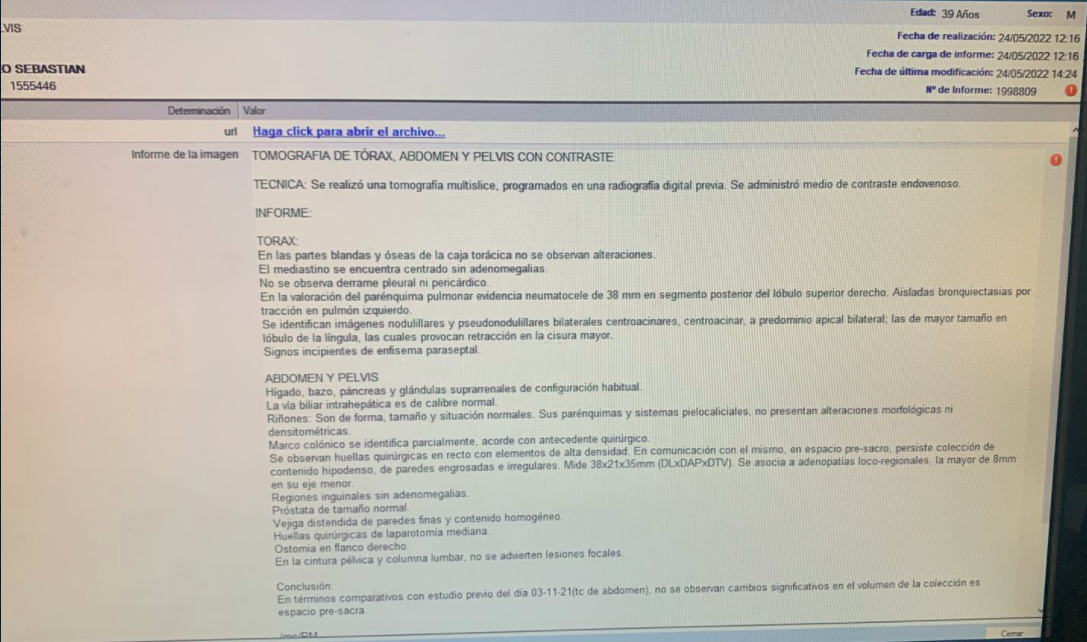 Edad: 39 Años Sexo: M
VIS
Fecha de realización: 24/05/2022 12:16
Fecha de carga de informe: 24/05/2022 12:16
O SEBASTIAN
Fecha de última modificación: 24/05/2022 14:24
1555446
Nº de Informe: 1998809
Determinación Valor
url Haga click para abrir el archivo...
Informe de la imagen TOMOGRAFIA DE TÓRAX, ABDOMEN Y PELVIS CON CONTRASTE
TECNICA: Se realizó una tomografía multislice, programados en una radiografía digital previa. Se administró medio de contraste endovenoso.
INFORME:
TORAX:
En las partes blandas y óseas de la caja torácica no se observan alteraciones.
El mediastino se encuentra centrado sin adenomegalias.
No se observa derrame pleural ni pericárdico.
En la valoración del parénquima pulmonar evidencia neumatocele de 38 mm en segmento posterior del lóbulo superior derecho. Aisladas bronquiectasias por
tracción en pulmón izquierdo.
Se identifican imágenes nodulillares y pseudonodulillares bilaterales centroacinares, centroacinar, a predominio apical bilateral; las de mayor tamaño en
lóbulo de la língula, las cuales provocan retracción en la cisura mayor.
Signos incipientes de enfisema paraseptal.
ABDOMEN Y PELVIS
Hígado, bazo, páncreas y glándulas suprarrenales de configuración habitual.
La vía biliar intrahepática es de calibre normal.
Riñones: Son de forma, tamaño y situación normales. Sus parénquimas y sistemas pielocaliciales, no presentan alteraciones morfológicas ni
densitométricas.
Marco colónico se identifica parcialmente, acorde con antecedente quirúrgico.
Se observan huellas quirúrgicas en recto con elementos de alta densidad. En comunicación con el mismo, en espacio pre-sacro, persiste colección de
contenido hipodenso, de paredes engrosadas e irregulares. Mide 38x21x35mm (DLxDAPxDTV). Se asocia a adenopatías loco-regionales, la mayor de 8mm
en su eje menor.
Regiones inguinales sin adenomegalias.
Próstata de tamaño normal.
Vejiga distendida de paredes finas y contenido homogéneo.
Huellas quirúrgicas de laparotomía mediana.
Ostomia en flanco derecho.
En la cintura pélvica y columna lumbar, no se advierten lesiones focales.
Conclusión:
En términos comparativos con estudio previo del día 03-11-21(tc de abdomen), no se observan cambios significativos en el volumen de la colección es
espacio pre-sacra.
Cerrar